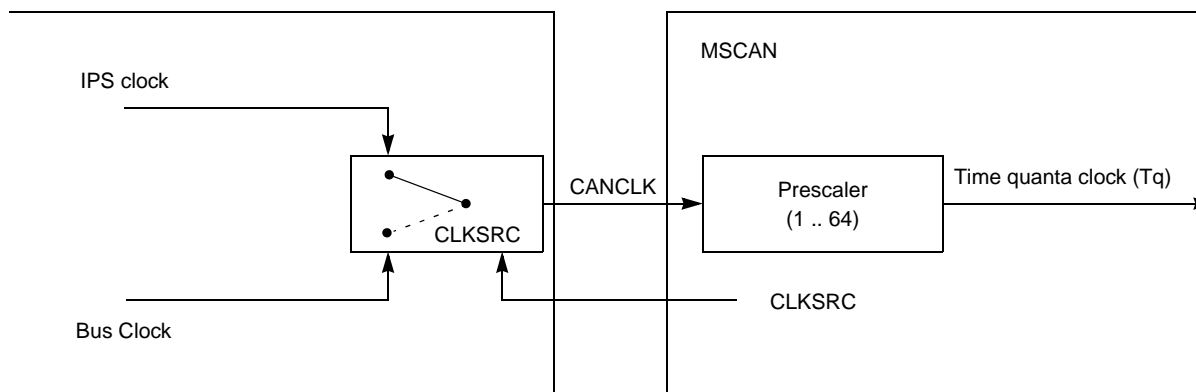 MSCAN
IPS clock
CANCLK
Prescaler
(1 .. 64)
Time quanta clock (Tq)
CLKSRC
CLKSRC
Bus Clock